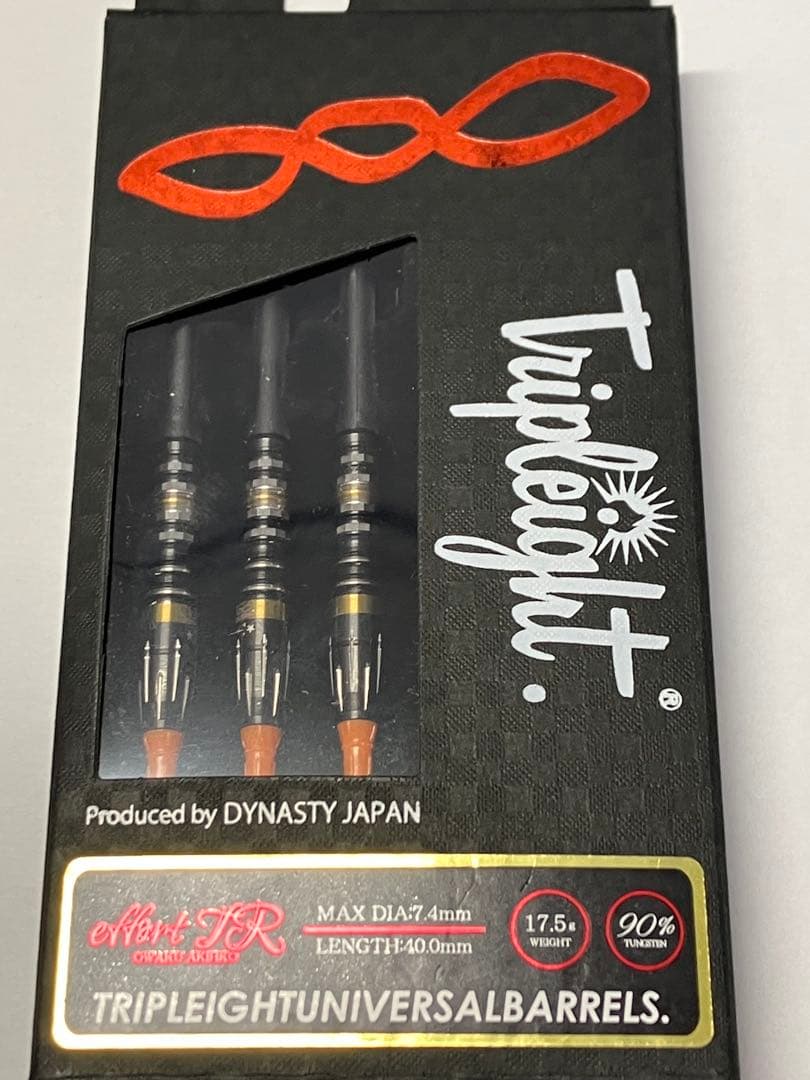 Tripleight.
®
Produced by DYNASTY JAPAN
effort JR
MAX DIA:7.4mm
LENGTH:40.0mm
17.5g
WEIGHT
90%
TUNGSTEN
TRIPLEIGHTUNIVERSALBARRELS.